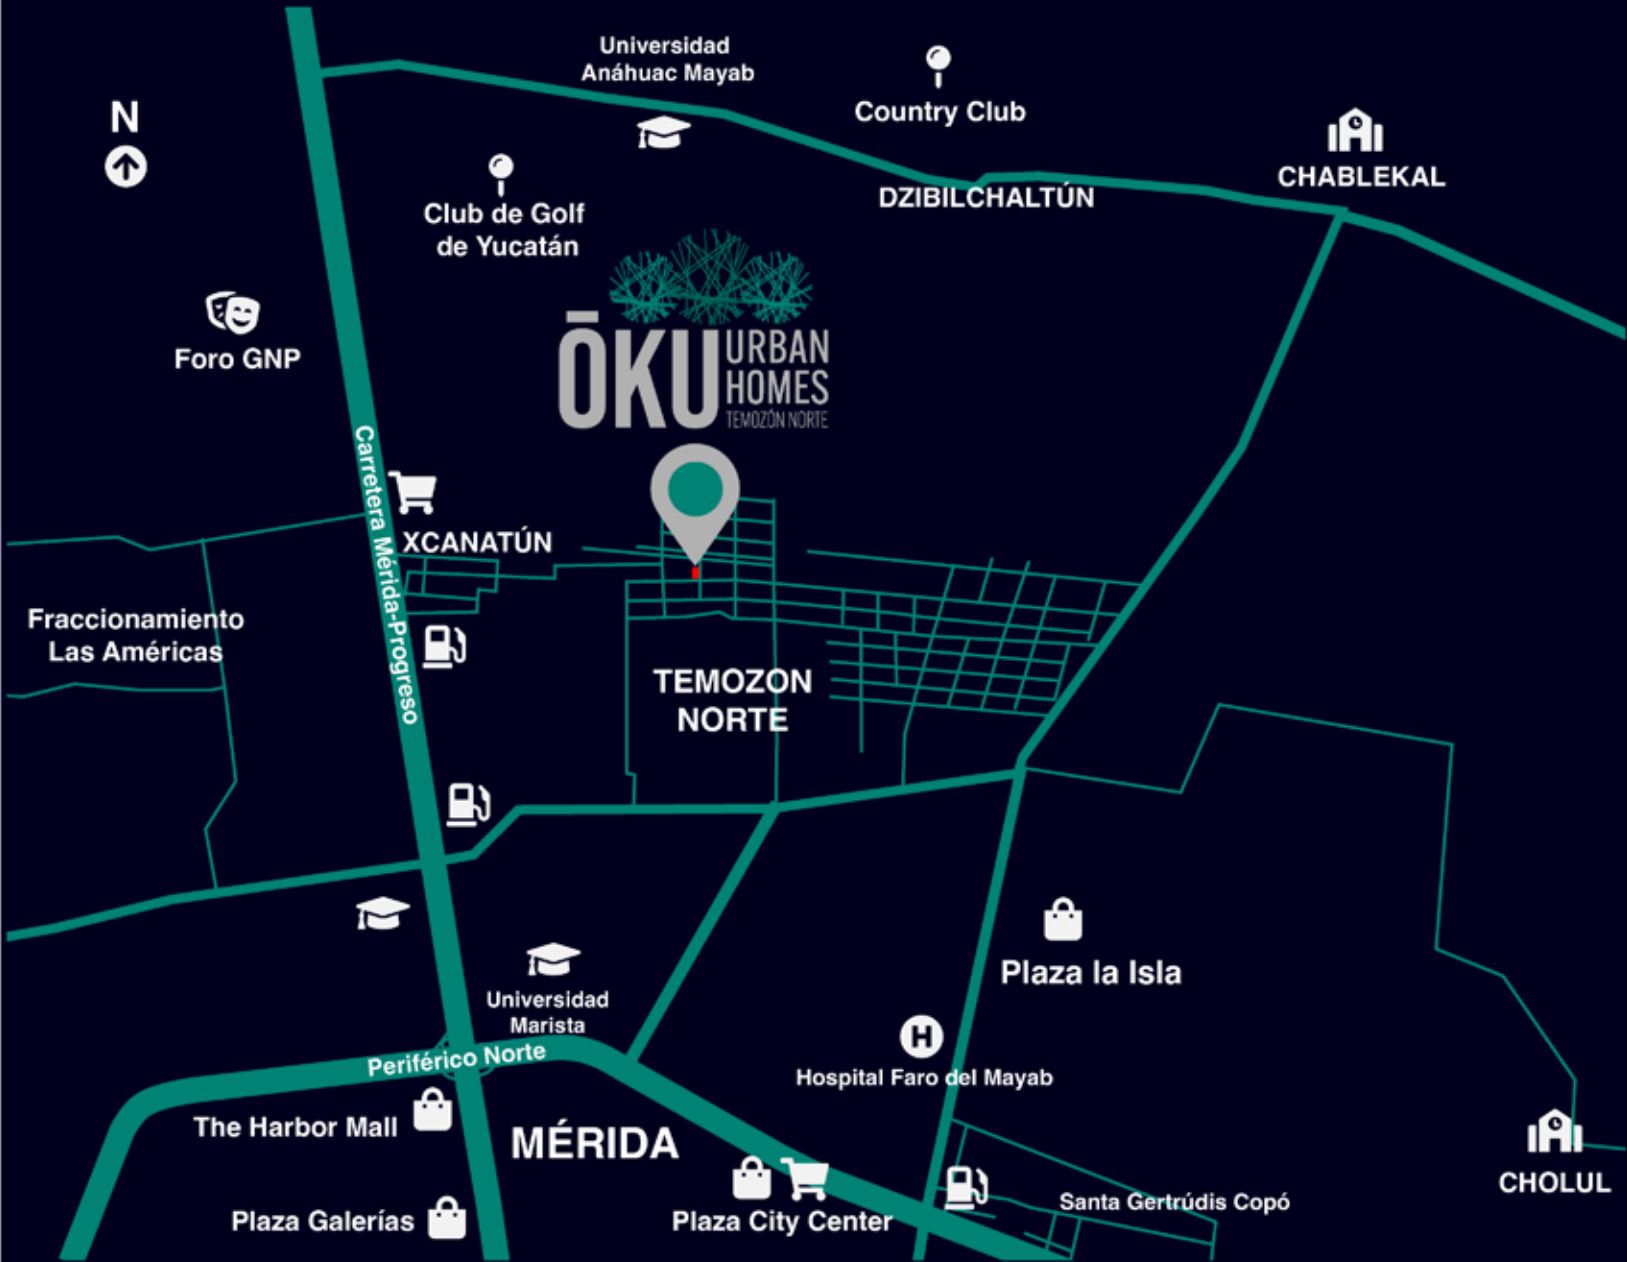 Universidad
Anáhuac Mayab
Country Club
N
CHABLEKAL
DZIBILCHALTÚN
Club de Golf
de Yucatán
Foro GNP
ŌKU URBAN
HOMES
TEMOZÓN NORTE
Carretera Mérida-Progreso
XCANATÚN
Fraccionamiento
Las Américas
TEMOZON
NORTE
Plaza la Isla
Universidad
Marista
Periférico Norte
H
Hospital Faro del Mayab
The Harbor Mall
MÉRIDA
CHOLUL
Santa Gertrúdis Copó
Plaza Galerías
Plaza City Center